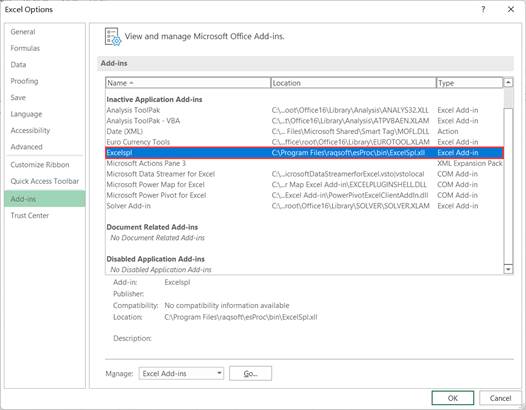 Excel Options ? ×
General
Formulas
Data
Proofing
Save
Language
Accessibility
Advanced
Customize Ribbon
Quick Access Toolbar
Add-ins
Trust Center
View and manage Microsoft Office Add-ins.
Add-ins
Name Location Type
Inactive Application Add-ins
Analysis ToolPak C:\...root\Office16\Library\Analysis\ANALYS32.XLL Excel Add-in
Analysis ToolPak - VBA C:\...t\Office16\Library\Analysis\ATPVBAEN.XLAM Excel Add-in
Date (XML) C:\... Files\Microsoft Shared\Smart Tag\MOFL.DLL Action
Euro Currency Tools C:\...root\Office16\Library\EUROTOOL.XLAM Excel Add-in
Excelspl C:\Program Files\raqsoft\esProc\bin\ExcelSpl.xll Excel Add-in
Microsoft Actions Pane 3 XML Expansion Pack
Microsoft Data Streamer for Excel C:\...icrosoftDataStreamerforExcel.vsto|vstolocal COM Add-in
Microsoft Power Map for Excel C:\...r Map Excel Add-in\EXCELPLUGINSHELL.DLL COM Add-in
Microsoft Power Pivot for Excel C:\...el Add-in\PowerPivotExcelClientAddIn.dll COM Add-in
Solver Add-in C:\...root\Office16\Library\SOLVER\SOLVER.XLAM Excel Add-in
Document Related Add-ins
No Document Related Add-ins
Disabled Application Add-ins
No Disabled Application Add-ins
Add-in: Excelspl
Publisher:
Compatibility: No compatibility information available
Location: C:\Program Files\raqsoft\esProc\bin\ExcelSpl.xll
Description:
Manage: Excel Add-ins Go...
OK Cancel